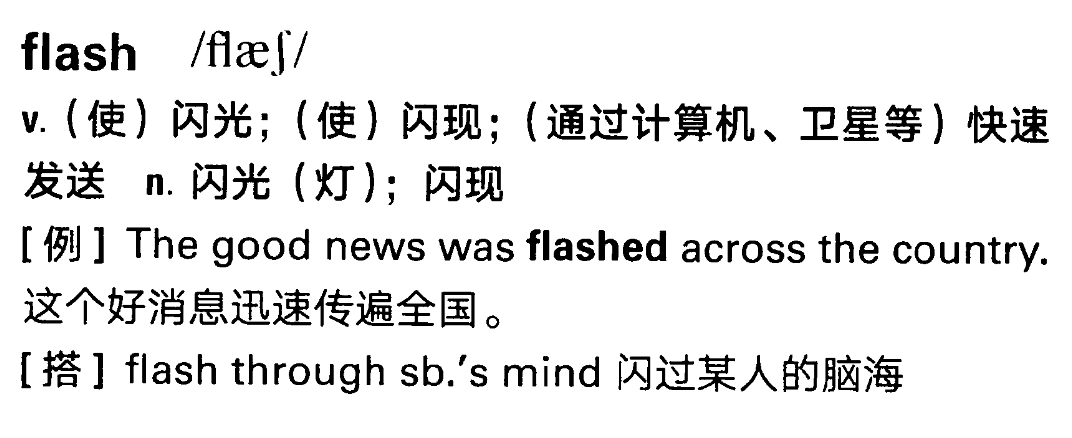 flash /flæʃ/
v.（使）闪光；（使）闪现；（通过计算机、卫星等）快速
发送 n. 闪光（灯）；闪现
[例] The good news was flashed across the country.
这个好消息迅速传遍全国。
[搭] flash through sb.'s mind 闪过某人的脑海